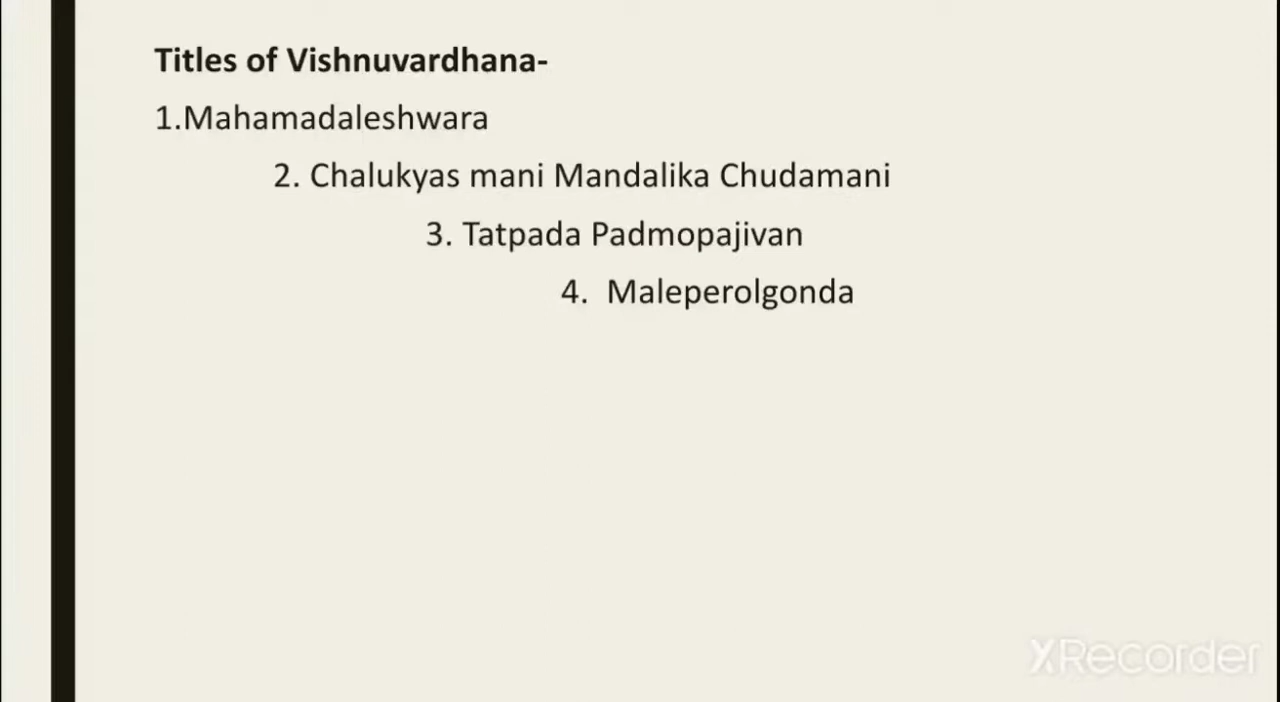 Titles of Vishnuvardhana-
1.Mahamadaleshwara
2. Chalukyas mani Mandalika Chudamani
3. Tatpada Padmopajivan
4. Maleperolgonda
XRecorder